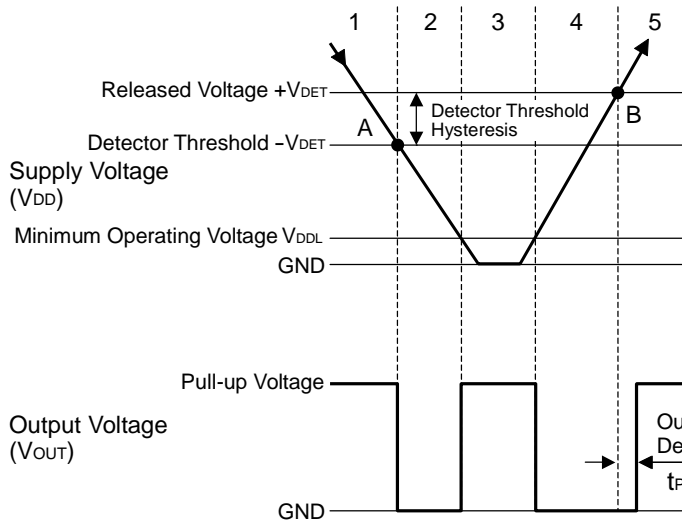 1 2 3 4 5
Released Voltage +VDET
Detector Threshold
Hysteresis
A
B
Detector Threshold −VDET
Supply Voltage
(VDD)
Minimum Operating Voltage VDDL
GND
Pull-up Voltage
Output Voltage
(VOUT)
GND